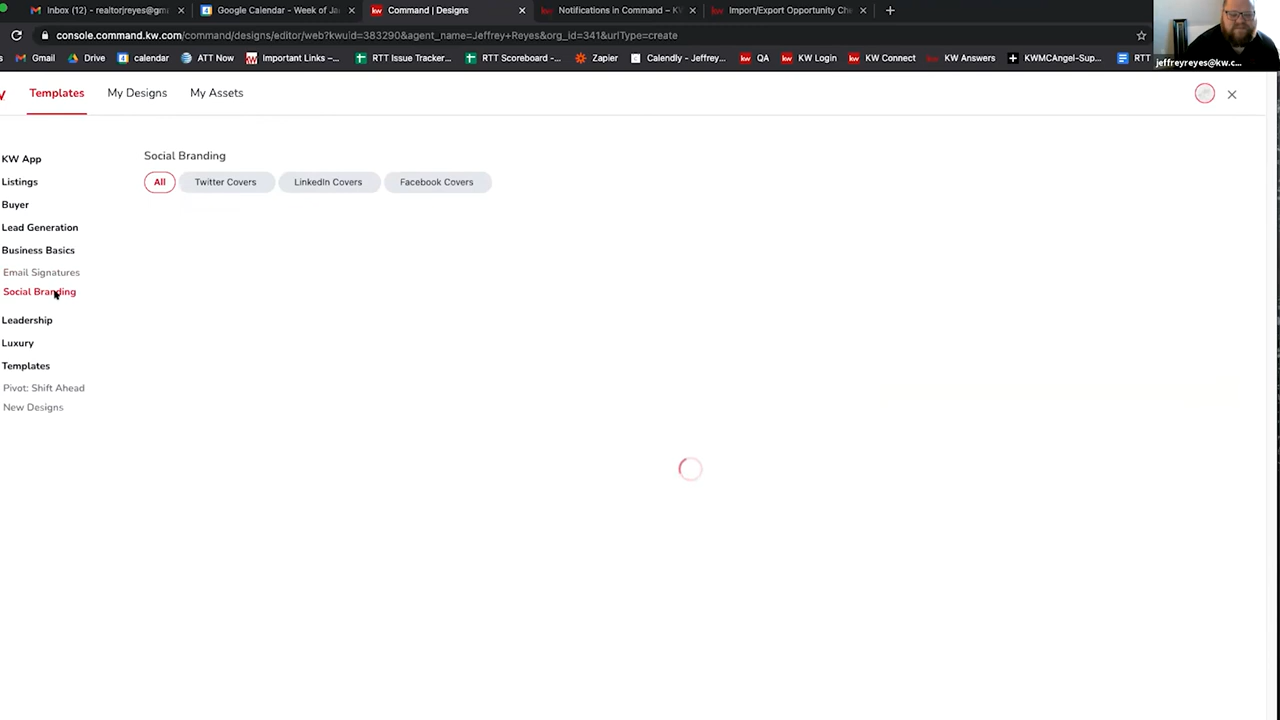 Inbox (12) - realtorjreyes@gm
Google Calendar - Week of Ja
Command | Designs
Notifications in Command – KW
Import/Export Opportunity Che
console.command.kw.com/command/designs/editor/web?kwuid=383290&agent_name=Jeffrey+Reyes&org_id=341&urlType=create
jeffreyreyes@kw.c...
Gmail
Drive
calendar
ATT Now
Important Links –...
RTT Issue Tracker...
RTT Scoreboard -...
Zapier
Calendly - Jeffrey...
QA
KW Login
KW Connect
KW Answers
KWMCAngel-Sup...
RTT
Templates
My Designs
My Assets
KW App
Listings
Buyer
Lead Generation
Business Basics
Email Signatures
Social Branding
Leadership
Luxury
Templates
Pivot: Shift Ahead
New Designs
Social Branding
All
Twitter Covers
LinkedIn Covers
Facebook Covers